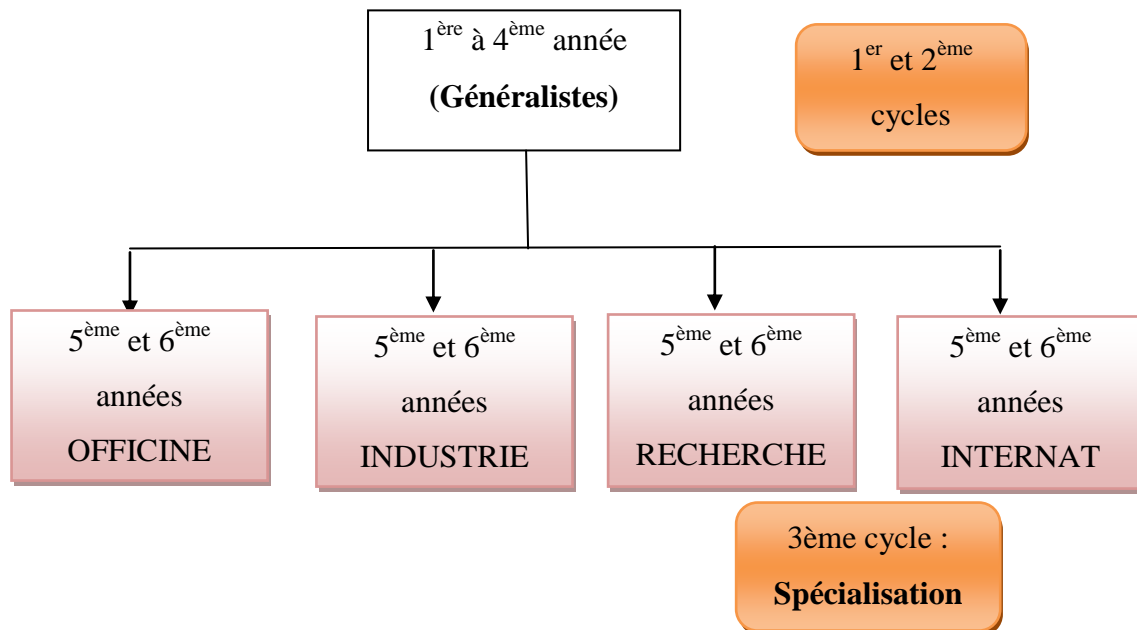 1ère à 4ème année
(Généralistes)
1er et 2ème
cycles
5ème et 6ème
années
OFFICINE
5ème et 6ème
années
INDUSTRIE
5ème et 6ème
années
RECHERCHE
5ème et 6ème
années
INTERNAT
3ème cycle :
Spécialisation